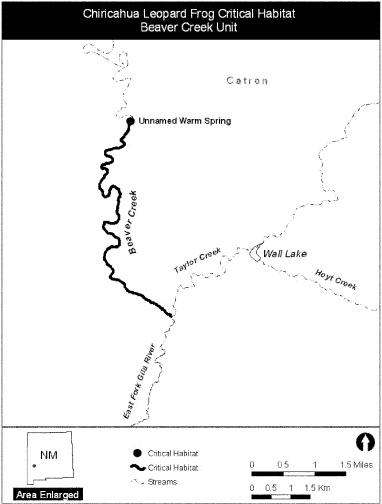 Chiricahua Leopard Frog Critical Habitat
Beaver Creek Unit
Catron
Unnamed Warm Spring
Beaver Creek
Taylor Creek
Wall Lake
Hoyt Creek
East Fork Gila River
NM
Area Enlarged
Critical Habitat
Critical Habitat
Streams
0 0.5 1 1.5 Miles
0 0.5 1 1.5 Km